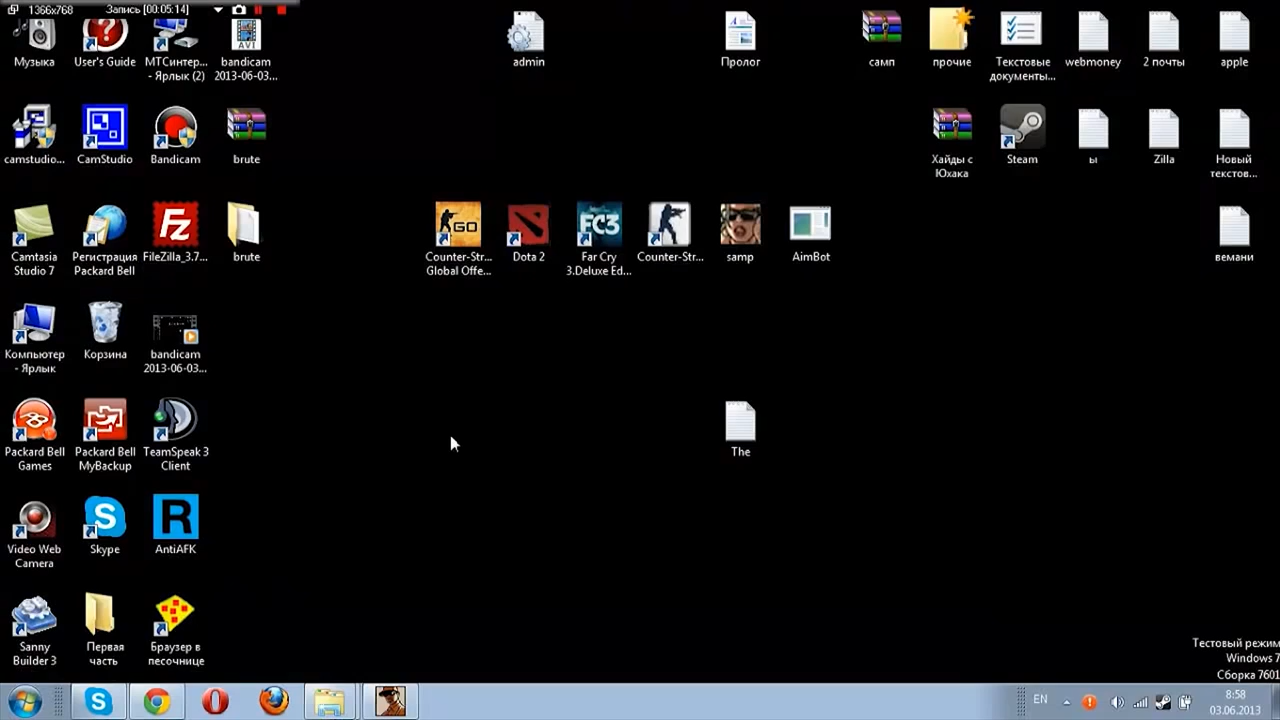 1366x768
Запись [00:05:14]
Музыка
User's Guide
МТСинтер...
- Ярлык (2)
AVI
bandicam
2013-06-03...
admin
Пролог
самп
прочие
Текстовые
документы...
webmoney
2 почты
apple
camstudio...
CamStudio
Bandicam
brute
Хайды с
Юхака
Steam
ы
Zilla
Новый
текстов...
Camtasia
Studio 7
Регистрация
Packard Bell
Fz
FileZilla_3.7...
brute
GO
Counter-Str...
Global Offe...
Dota 2
FC3
Far Cry
3.Deluxe Ed...
Counter-Str...
samp
AimBot
вемани
Компьютер
- Ярлык
Корзина
bandicam
2013-06-03...
Packard Bell
Games
Packard Bell
MyBackup
TeamSpeak 3
Client
The
Video Web
Camera
S
Skype
R
AntiAFK
Sanny
Builder 3
Первая
часть
Браузер в
песочнице
Тестовый режим
Windows 7
Сборка 7601
S
EN
8:58
03.06.2013